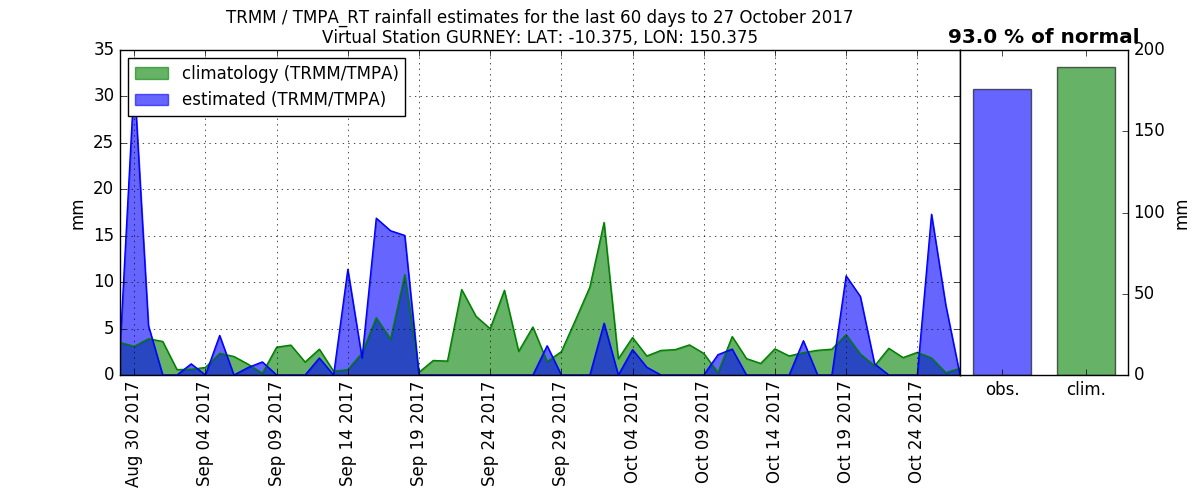 TRMM / TMPA_RT rainfall estimates for the last 60 days to 27 October 2017
Virtual Station GURNEY: LAT: -10.375, LON: 150.375
93.0 % of normal
climatology (TRMM/TMPA)
estimated (TRMM/TMPA)
35
30
25
20
15
10
5
0
mm
200
150
100
50
0
mm
Aug 30 2017
Sep 04 2017
Sep 09 2017
Sep 14 2017
Sep 19 2017
Sep 24 2017
Sep 29 2017
Oct 04 2017
Oct 09 2017
Oct 14 2017
Oct 19 2017
Oct 24 2017
obs.
clim.